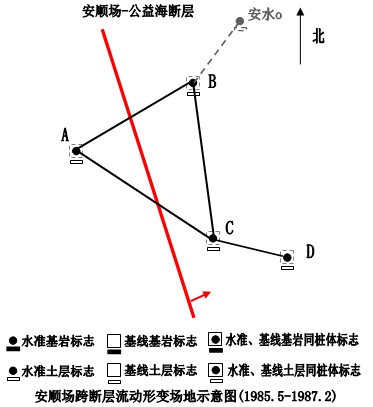 安顺场-公益海断层
安水o
北
B
A
C
D
水准基岩标志 基线基岩标志 水准、基线基岩同桩体标志
水准土层标志 基线土层标志 水准、基线土层同桩体标志
安顺场跨断层流动形变场地示意图(1985.5-1987.2)